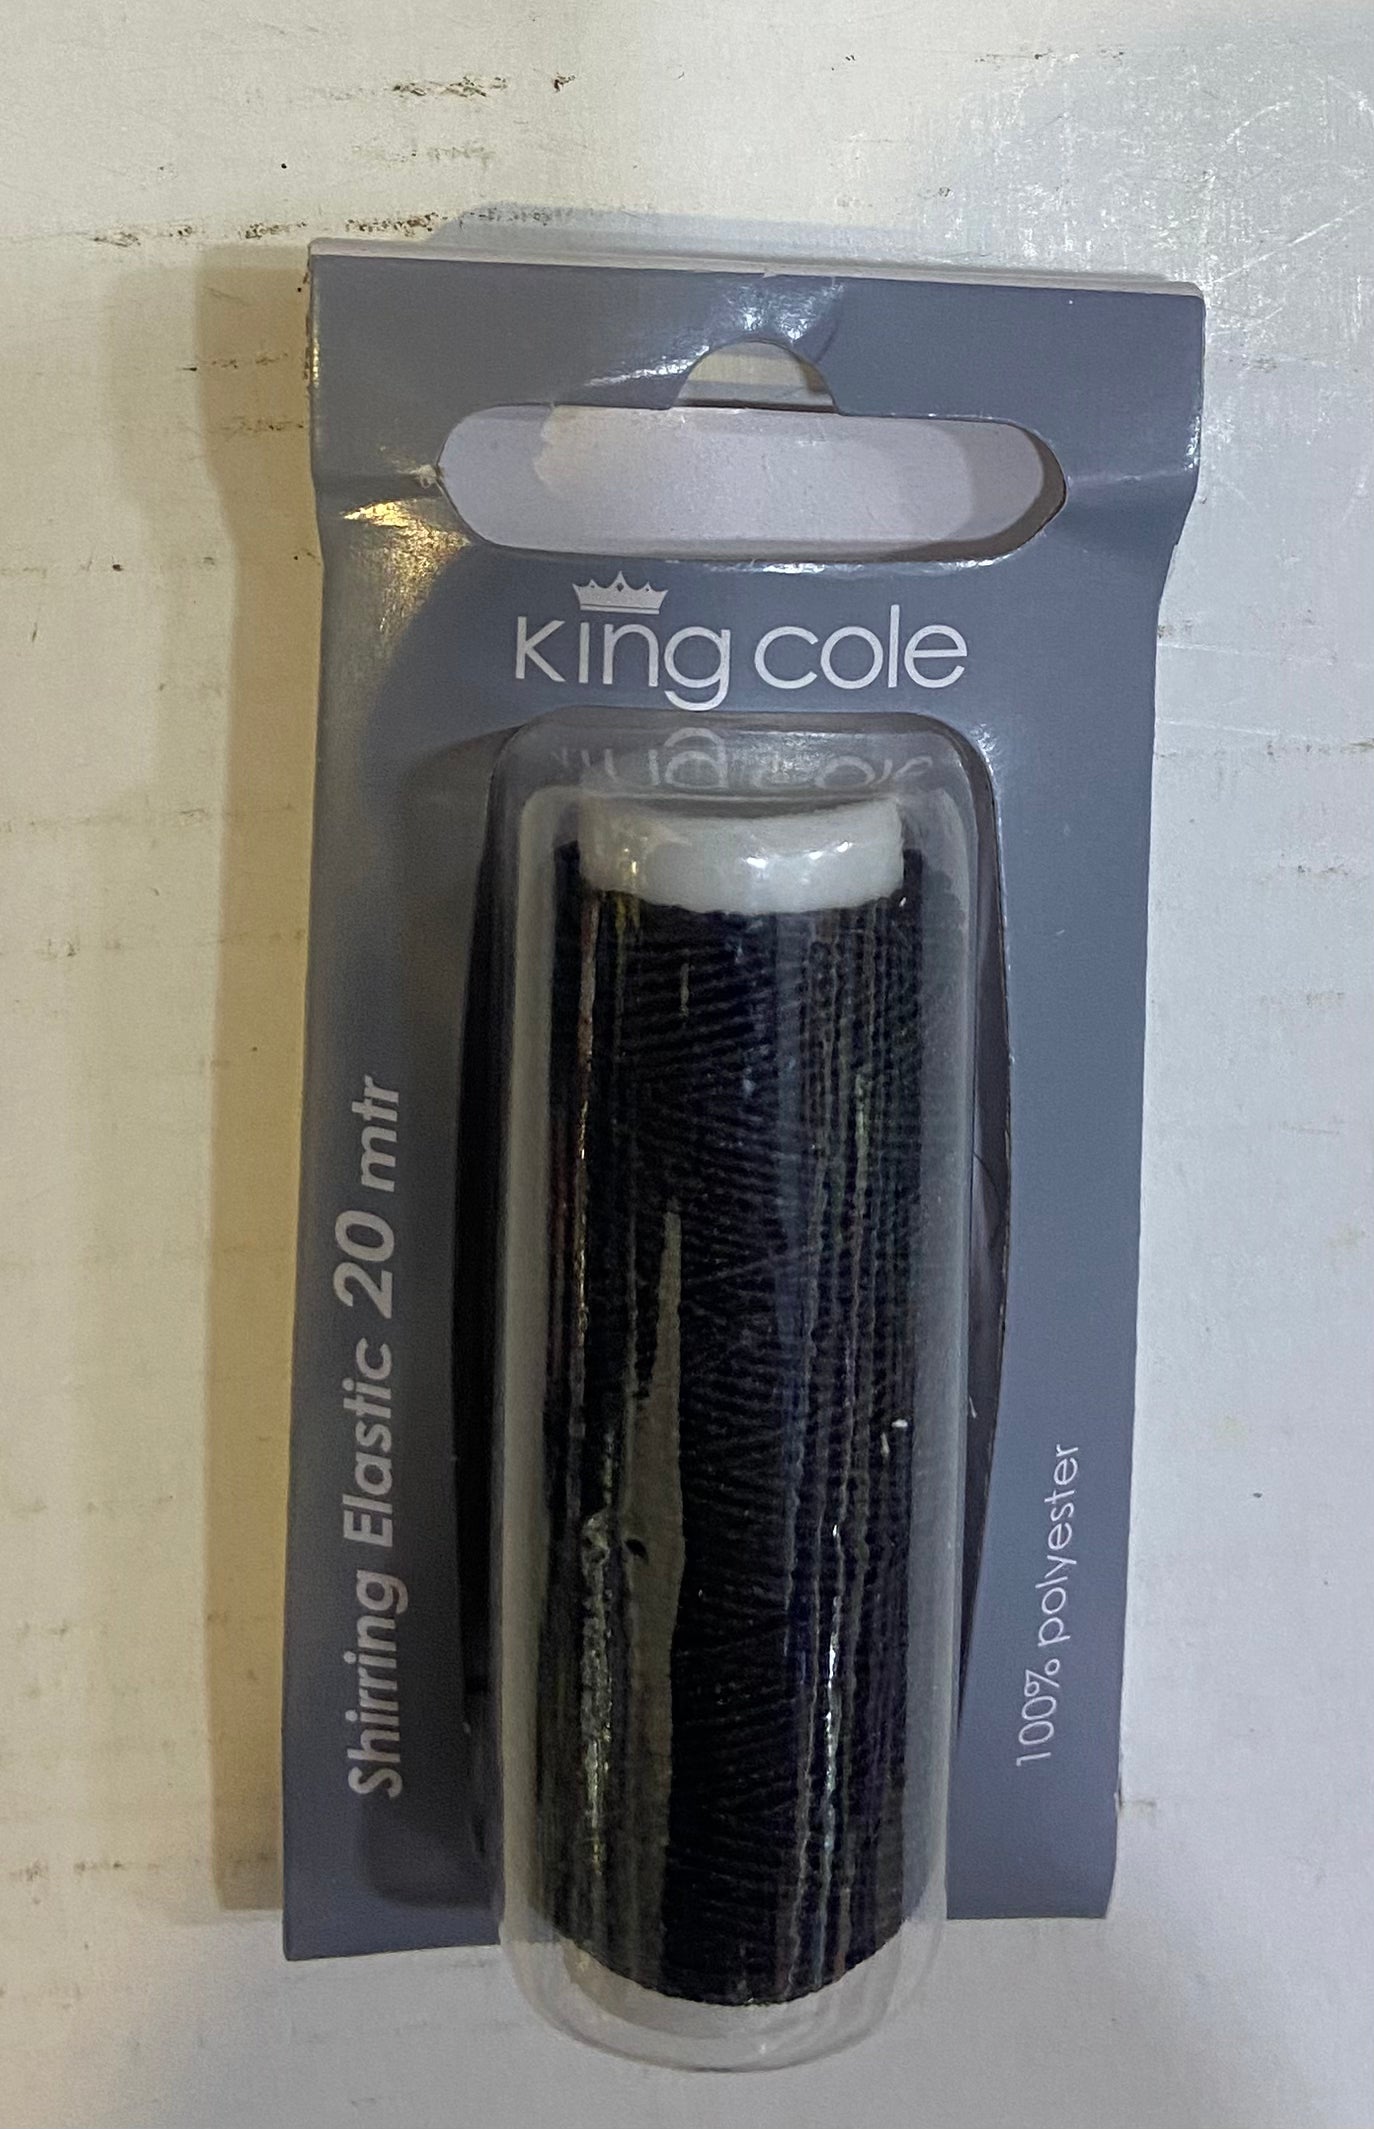 king cole
Shirring Elastic 20 mtr
100% polyester